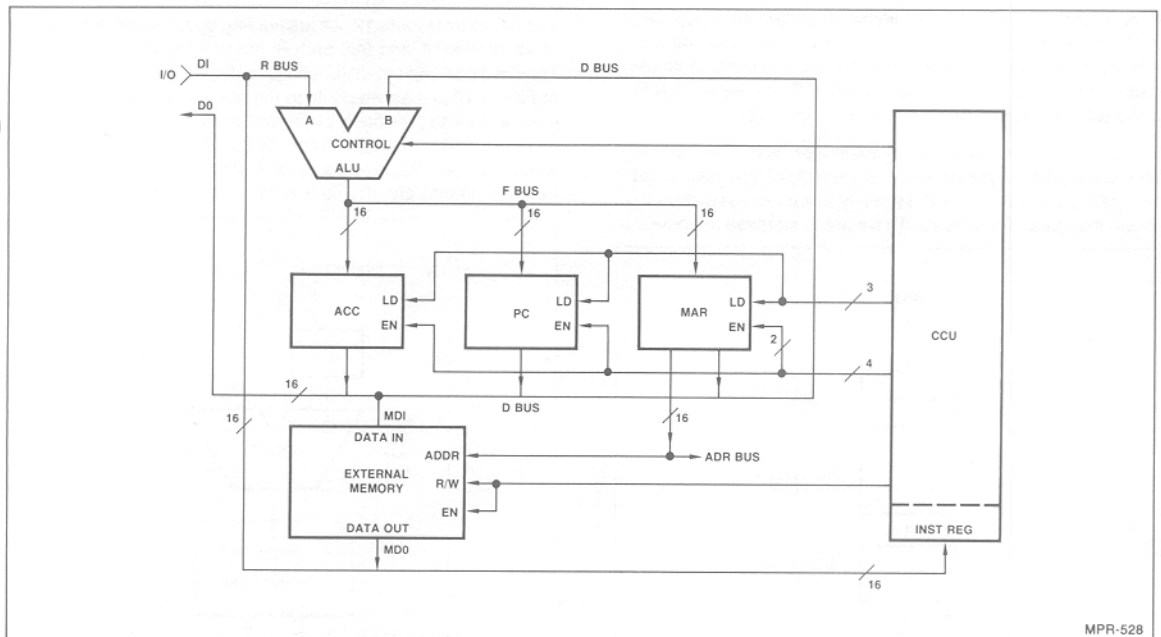 DI
R BUS
D BUS
I/O
D0
A
B
CONTROL
ALU
F BUS
16
16
16
LD
EN
ACC
LD
EN
PC
LD
EN
MAR
2
3
4
CCU
16
D BUS
16
16
MDI
DATA IN
ADDR
ADR BUS
EXTERNAL
MEMORY
R/W
EN
DATA OUT
MD0
INST REG
16
MPR-528